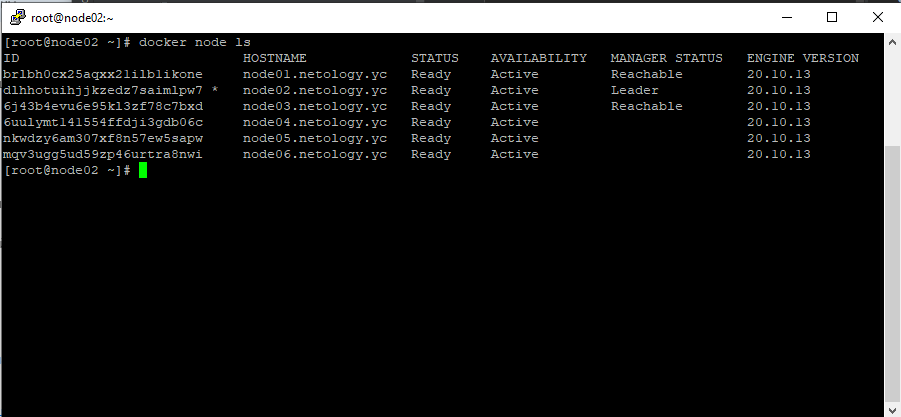 root@node02:~
[root@node02 ~]# docker node ls
ID HOSTNAME STATUS AVAILABILITY MANAGER STATUS ENGINE VERSION
brlbh0cx25aqxx2lilblikone node01.netology.yc Ready Active Reachable 20.10.13
dlhhotuihjjkzedz7saimlpw7 * node02.netology.yc Ready Active Leader 20.10.13
6j43b4evu6e95kl3zf78c7bxd node03.netology.yc Ready Active Reachable 20.10.13
6uulymt141554ffdji3gdb06c node04.netology.yc Ready Active 20.10.13
nkwdzy6am307xf8n57ew5sapw node05.netology.yc Ready Active 20.10.13
mqv3ugg5ud59zp46urtra8nwi node06.netology.yc Ready Active 20.10.13
[root@node02 ~]#